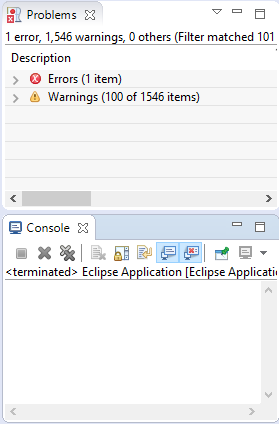 Problems
1 error, 1,546 warnings, 0 others (Filter matched 101
Description
Errors (1 item)
Warnings (100 of 1546 items)
Console
<terminated> Eclipse Application [Eclipse Applicati